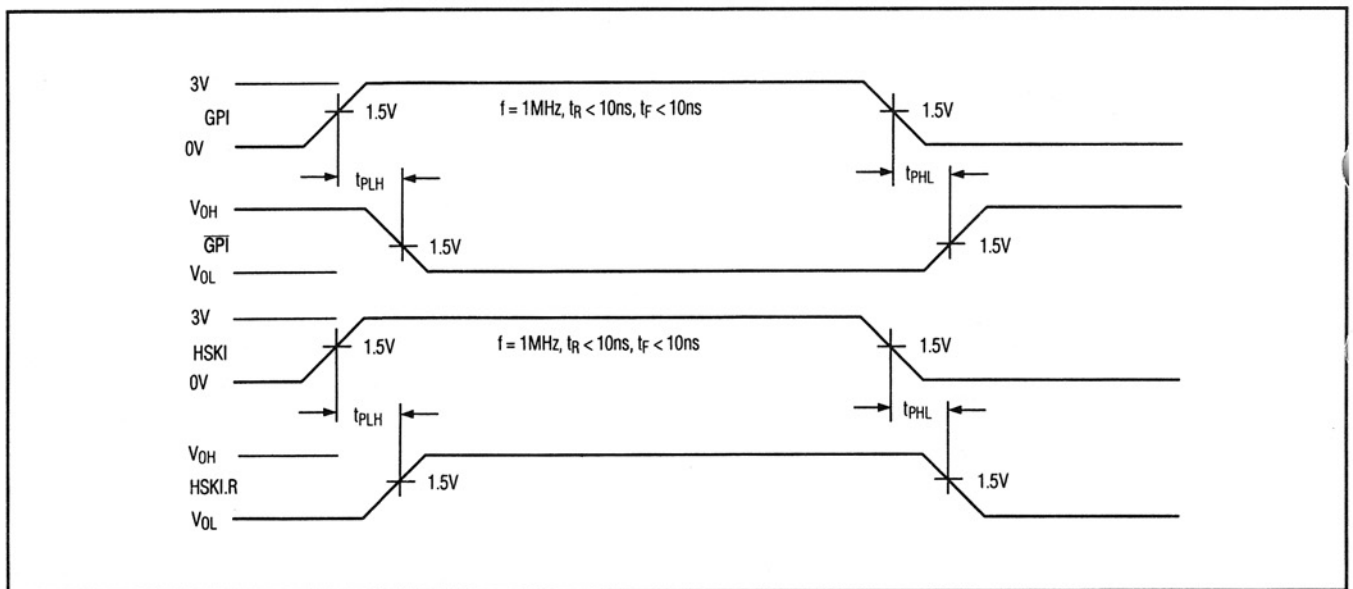 3V
GPI
0V
1.5V
f = 1MHz, tR < 10ns, tF < 10ns
1.5V
tPLH
tPHL
VOH
GPI
VOL
1.5V
1.5V
3V
HSKI
0V
1.5V
f = 1MHz, tR < 10ns, tF < 10ns
1.5V
tPLH
tPHL
VOH
HSKI.R
VOL
1.5V
1.5V